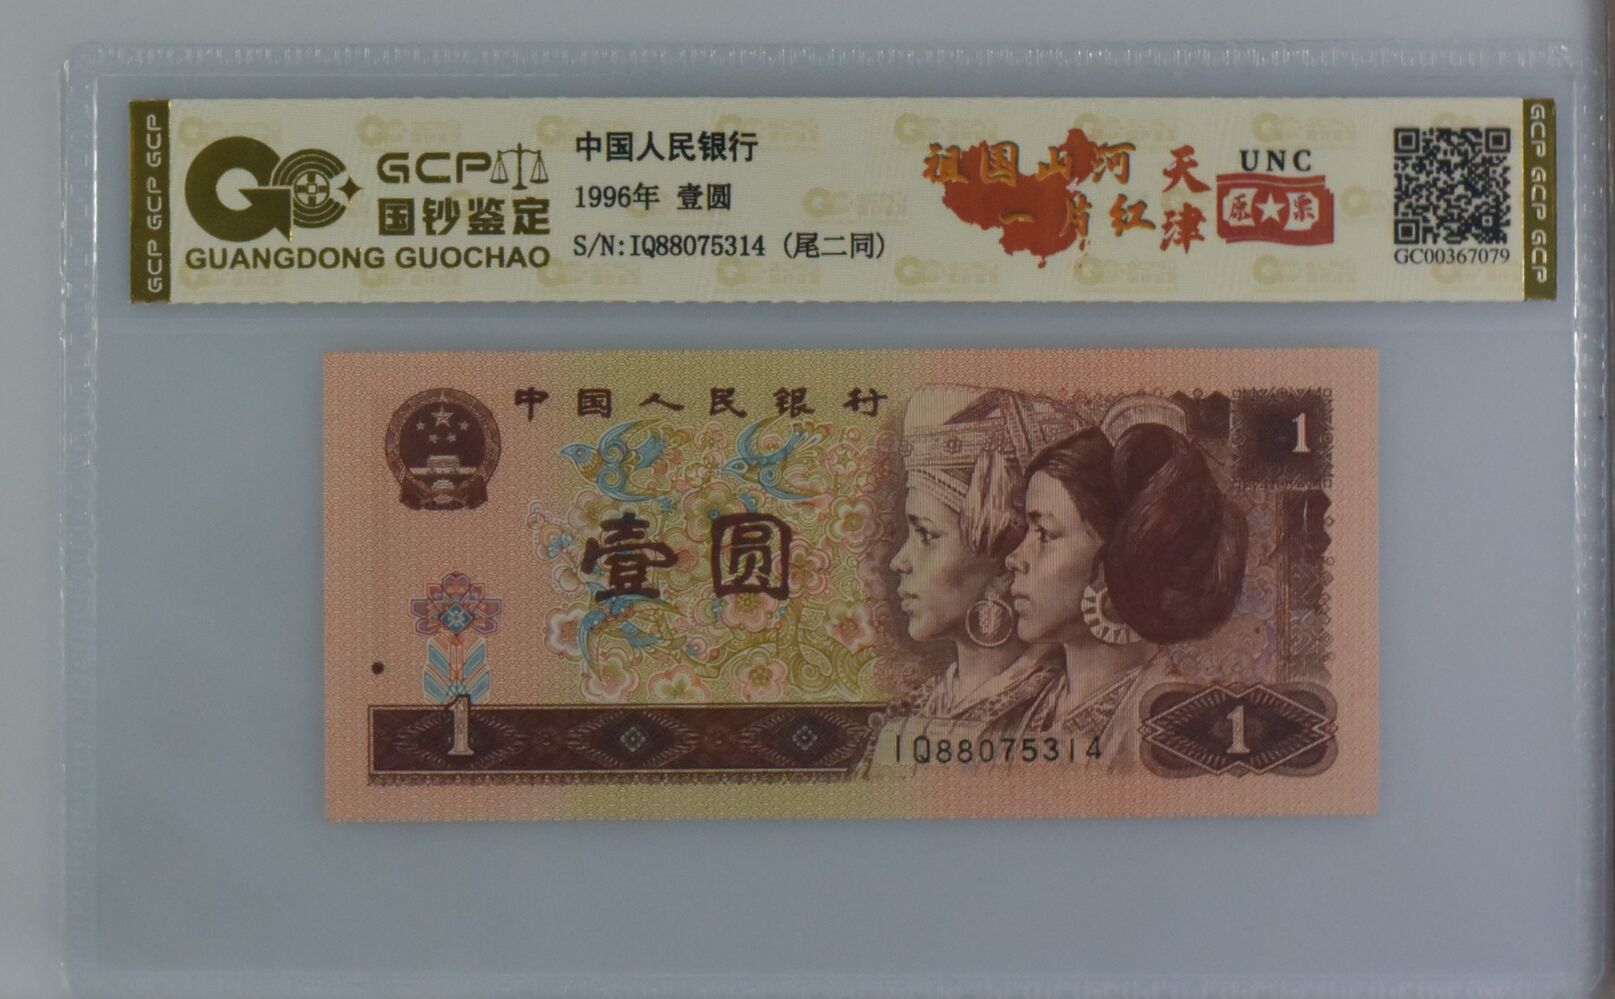 GCP GCP GCP
GCP
国钞鉴定
GUANGDONG GUOCHAO
中国人民银行
1996年 壹圆
S/N:IQ88075314 (尾二同)
祖国山河
一片红
天津
UNC
原★票
GC00367079
GCP GCP GCP
中国人民银行
1
壹圆
1
IQ88075314
1